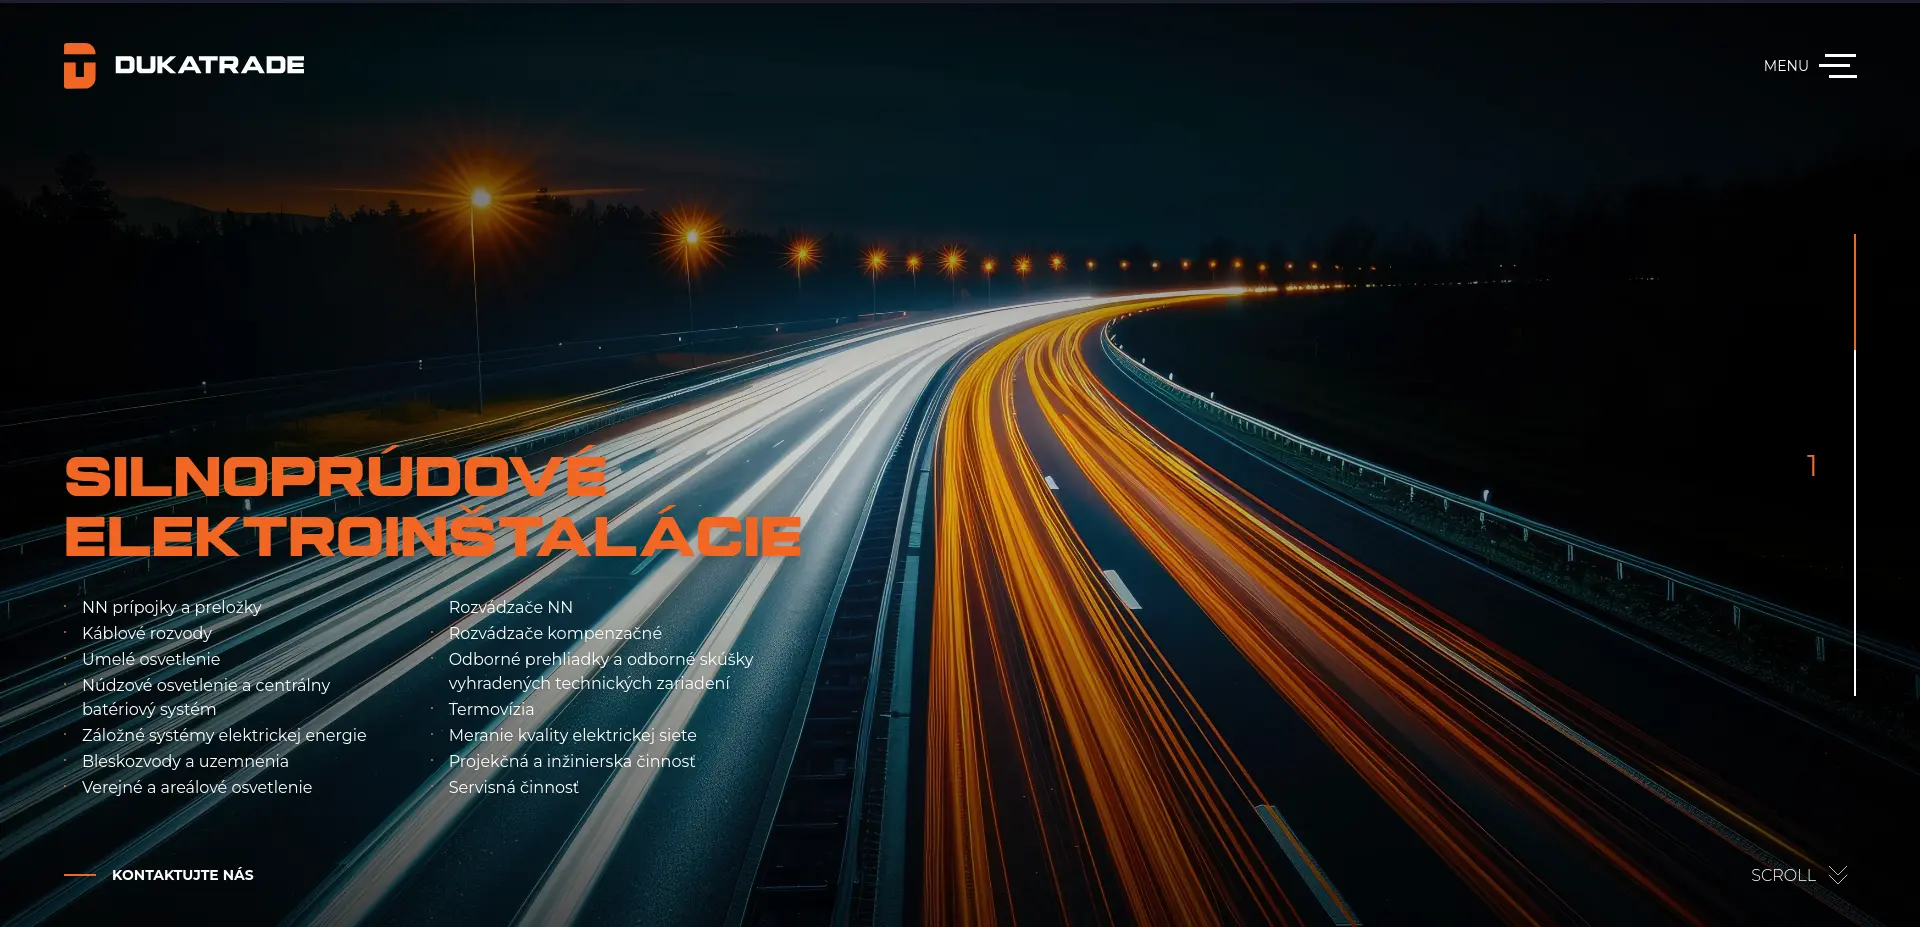 DUKATRADE
MENU
1
SILNOPRÚDOVÉ
ELEKTROINŠTALÁCIE
NN prípojky a preložky
Káblové rozvody
Umelé osvetlenie
Núdzové osvetlenie a centrálny
batériový systém
Záložné systémy elektrickej energie
Bleskozvody a uzemnenia
Verejné a areálové osvetlenie
Rozvádzače NN
Rozvádzače kompenzačné
Odborné prehliadky a odborné skúšky
vyhradených technických zariadení
Termovízia
Meranie kvality elektrickej siete
Projekčná a inžinierska činnosť
Servisná činnosť
KONTAKTUJTE NÁS
SCROLL